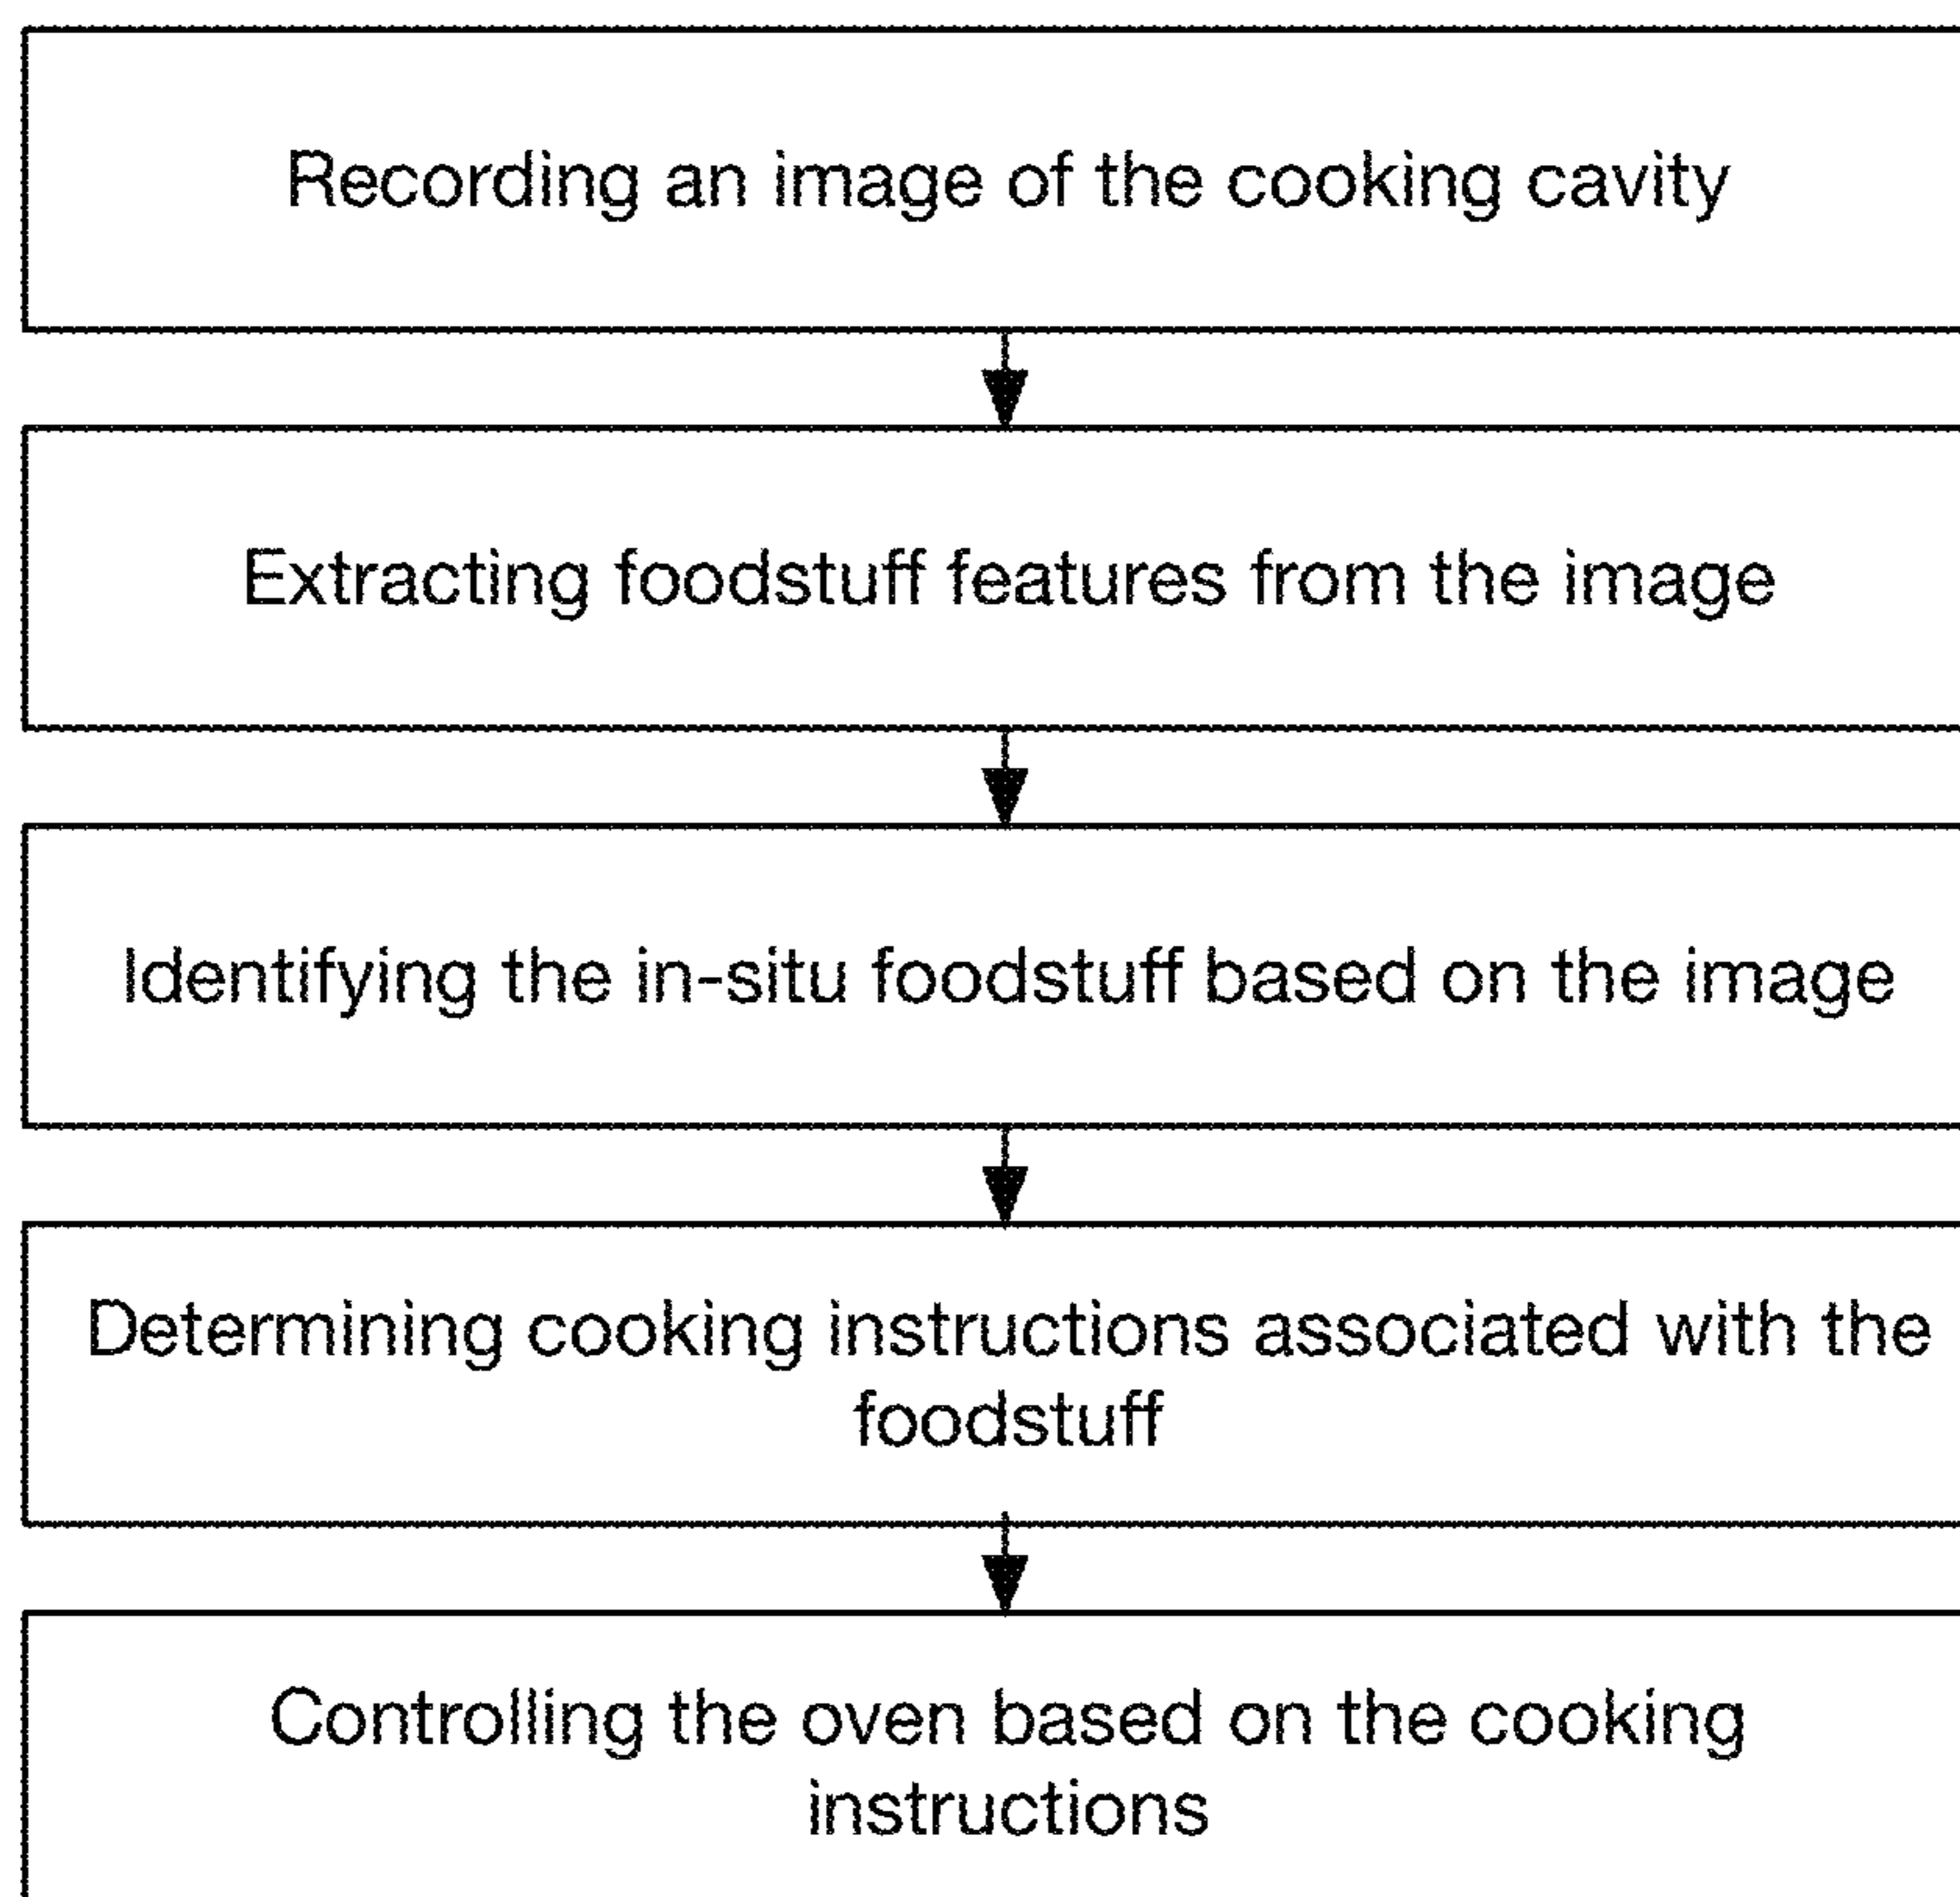 Recording an image of the cooking cavity
Extracting foodstuff features from the image
Identifying the in-situ foodstuff based on the image
Determining cooking instructions associated with the
foodstuff
Controlling the oven based on the cooking
instructions